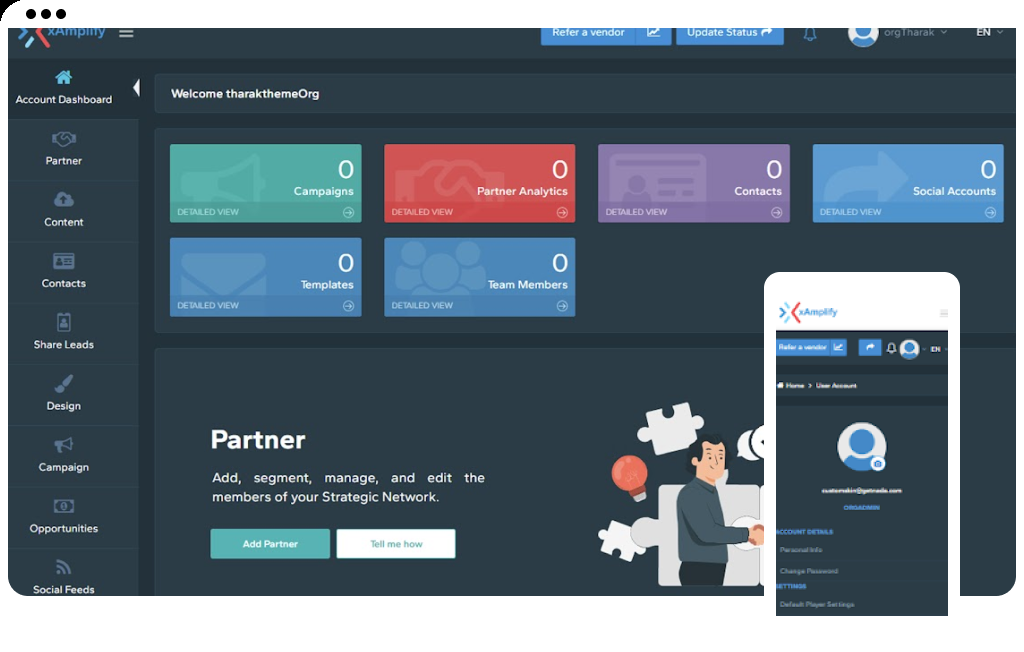 xAmplify
Refer a vendor
Update Status
orgTharak
EN
Account Dashboard
Partner
Content
Contacts
Share Leads
Design
Campaign
Opportunities
Social Feeds
Welcome tharakthemeOrg
0
Campaigns
DETAILED VIEW
0
Partner Analytics
DETAILED VIEW
0
Contacts
DETAILED VIEW
0
Social Accounts
DETAILED VIEW
0
Templates
DETAILED VIEW
0
Team Members
DETAILED VIEW
Partner
Add, segment, manage, and edit the
members of your Strategic Network.
Add Partner
Tell me how
xAmplify
Refer a vendor
EN
Home > User Account
customskin@getnada.com
ORGADMIN
ACCOUNT DETAILS
Personal Info
Change Password
SETTINGS
Default Player Settings